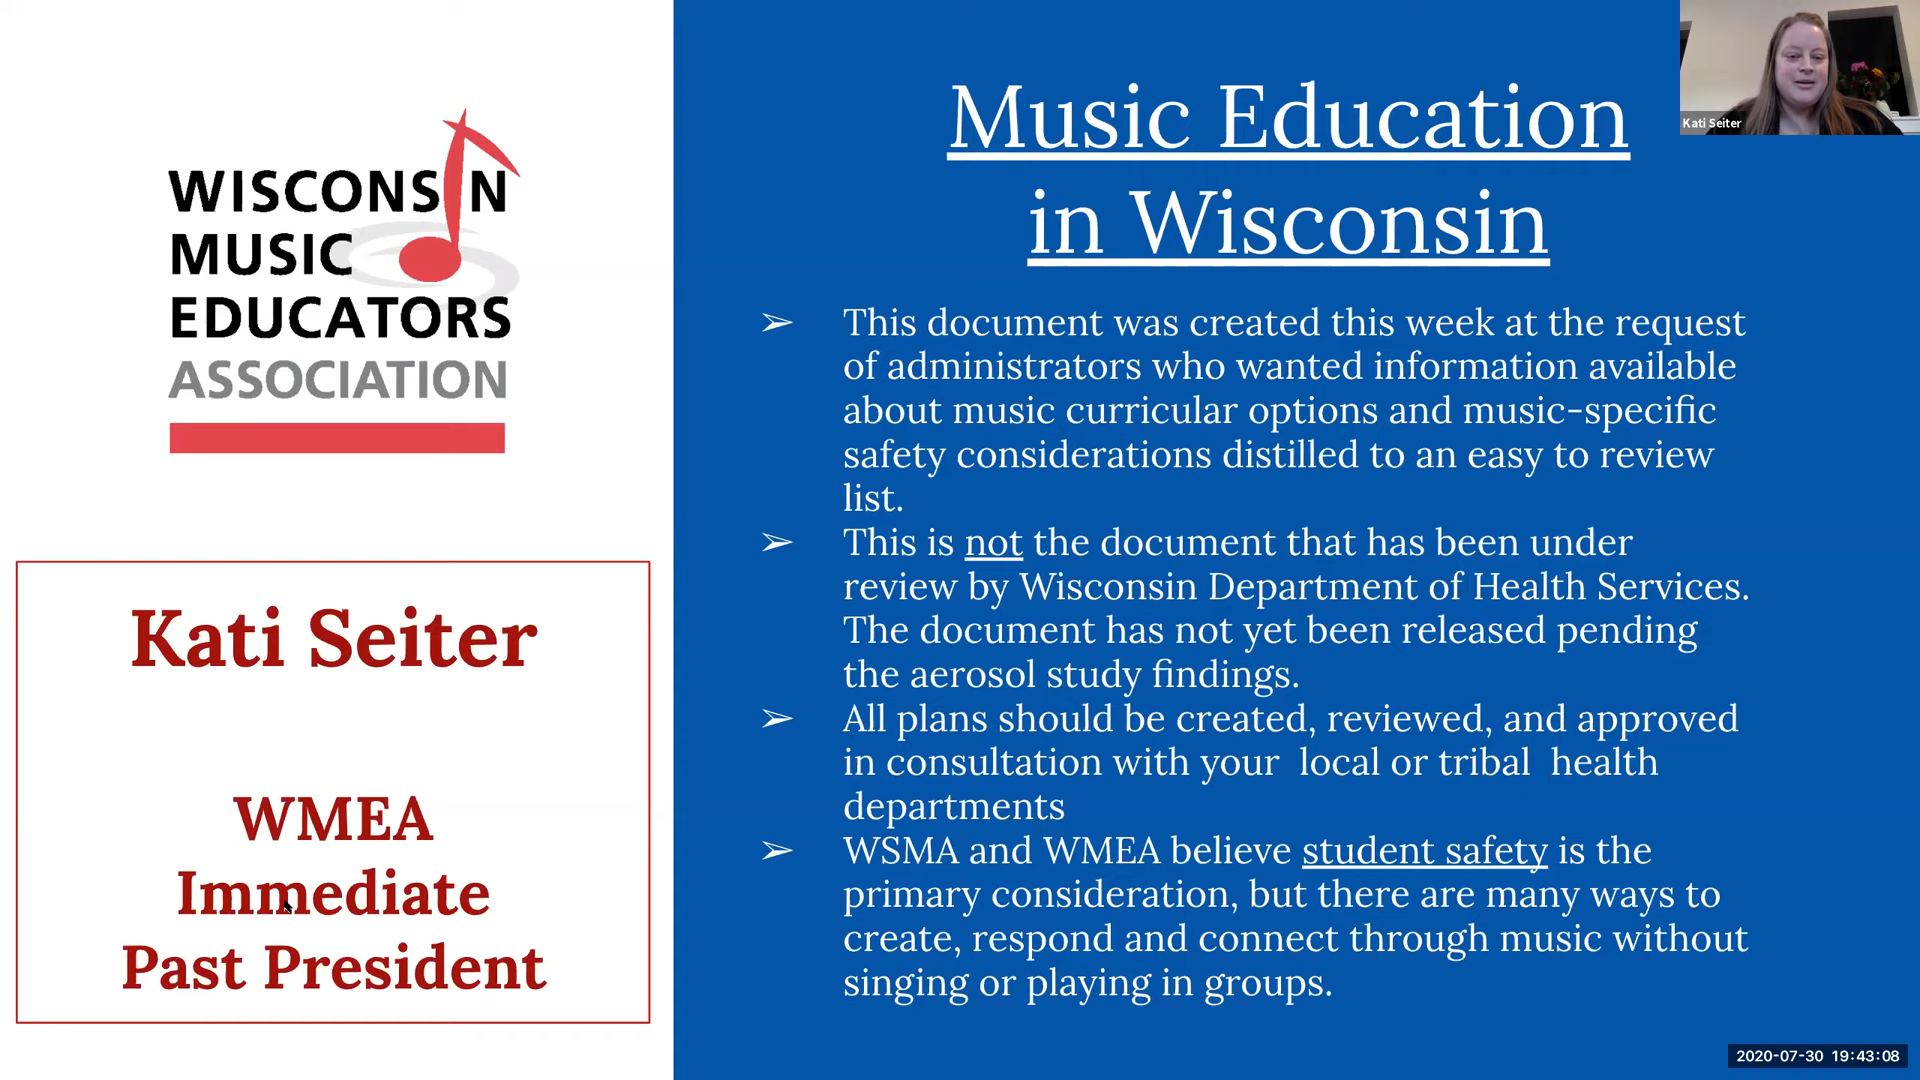 WISCONSIN
MUSIC
EDUCATORS
ASSOCIATION
Kati Seiter
WMEA
Immediate
Past President
Music Education
in Wisconsin
➢ This document was created this week at the request
of administrators who wanted information available
about music curricular options and music-specific
safety considerations distilled to an easy to review
list.
➢ This is not the document that has been under
review by Wisconsin Department of Health Services.
The document has not yet been released pending
the aerosol study findings.
➢ All plans should be created, reviewed, and approved
in consultation with your  local or tribal  health
departments
➢ WSMA and WMEA believe student safety is the
primary consideration, but there are many ways to
create, respond and connect through music without
singing or playing in groups.
Kati Seiter
2020-07-30 19:43:08